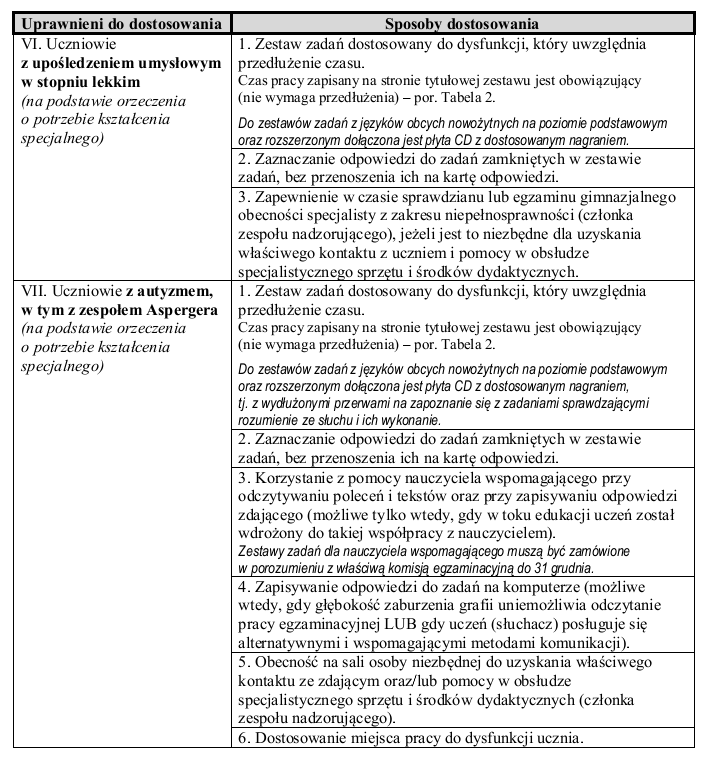 Uprawnieni do dostosowania
Sposoby dostosowania
VI. Uczniowie
z upośledzeniem umysłowym
w stopniu lekkim
(na podstawie orzeczenia
o potrzebie kształcenia
specjalnego)
1. Zestaw zadań dostosowany do dysfunkcji, który uwzględnia
przedłużenie czasu.
Czas pracy zapisany na stronie tytułowej zestawu jest obowiązujący
(nie wymaga przedłużenia) – por. Tabela 2.
Do zestawów zadań z języków obcych nowożytnych na poziomie podstawowym
oraz rozszerzonym dołączona jest płyta CD z dostosowanym nagraniem.
2. Zaznaczanie odpowiedzi do zadań zamkniętych w zestawie
zadań, bez przenoszenia ich na kartę odpowiedzi.
3. Zapewnienie w czasie sprawdzianu lub egzaminu gimnazjalnego
obecności specjalisty z zakresu niepełnosprawności (członka
zespołu nadzorującego), jeżeli jest to niezbędne dla uzyskania
właściwego kontaktu z uczniem i pomocy w obsłudze
specjalistycznego sprzętu i środków dydaktycznych.
VII. Uczniowie z autyzmem,
w tym z zespołem Aspergera
(na podstawie orzeczenia
o potrzebie kształcenia
specjalnego)
1. Zestaw zadań dostosowany do dysfunkcji, który uwzględnia
przedłużenie czasu.
Czas pracy zapisany na stronie tytułowej zestawu jest obowiązujący
(nie wymaga przedłużenia) – por. Tabela 2.
Do zestawów zadań z języków obcych nowożytnych na poziomie podstawowym
oraz rozszerzonym dołączona jest płyta CD z dostosowanym nagraniem,
tj. z wydłużonymi przerwami na zapoznanie się z zadaniami sprawdzającymi
rozumienie ze słuchu i ich wykonanie.
2. Zaznaczanie odpowiedzi do zadań zamkniętych w zestawie
zadań, bez przenoszenia ich na kartę odpowiedzi.
3. Korzystanie z pomocy nauczyciela wspomagającego przy
odczytywaniu poleceń i tekstów oraz przy zapisywaniu odpowiedzi
zdającego (możliwe tylko wtedy, gdy w toku edukacji uczeń został
wdrożony do takiej współpracy z nauczycielem).
Zestawy zadań dla nauczyciela wspomagającego muszą być zamówione
w porozumieniu z właściwą komisją egzaminacyjną do 31 grudnia.
4. Zapisywanie odpowiedzi do zadań na komputerze (możliwe
wtedy, gdy głębokość zaburzenia grafii uniemożliwia odczytanie
pracy egzaminacyjnej LUB gdy uczeń (słuchacz) posługuje się
alternatywnymi i wspomagającymi metodami komunikacji).
5. Obecność na sali osoby niezbędnej do uzyskania właściwego
kontaktu ze zdającym oraz/lub pomocy w obsłudze
specjalistycznego sprzętu i środków dydaktycznych (członka
zespołu nadzorującego).
6. Dostosowanie miejsca pracy do dysfunkcji ucznia.